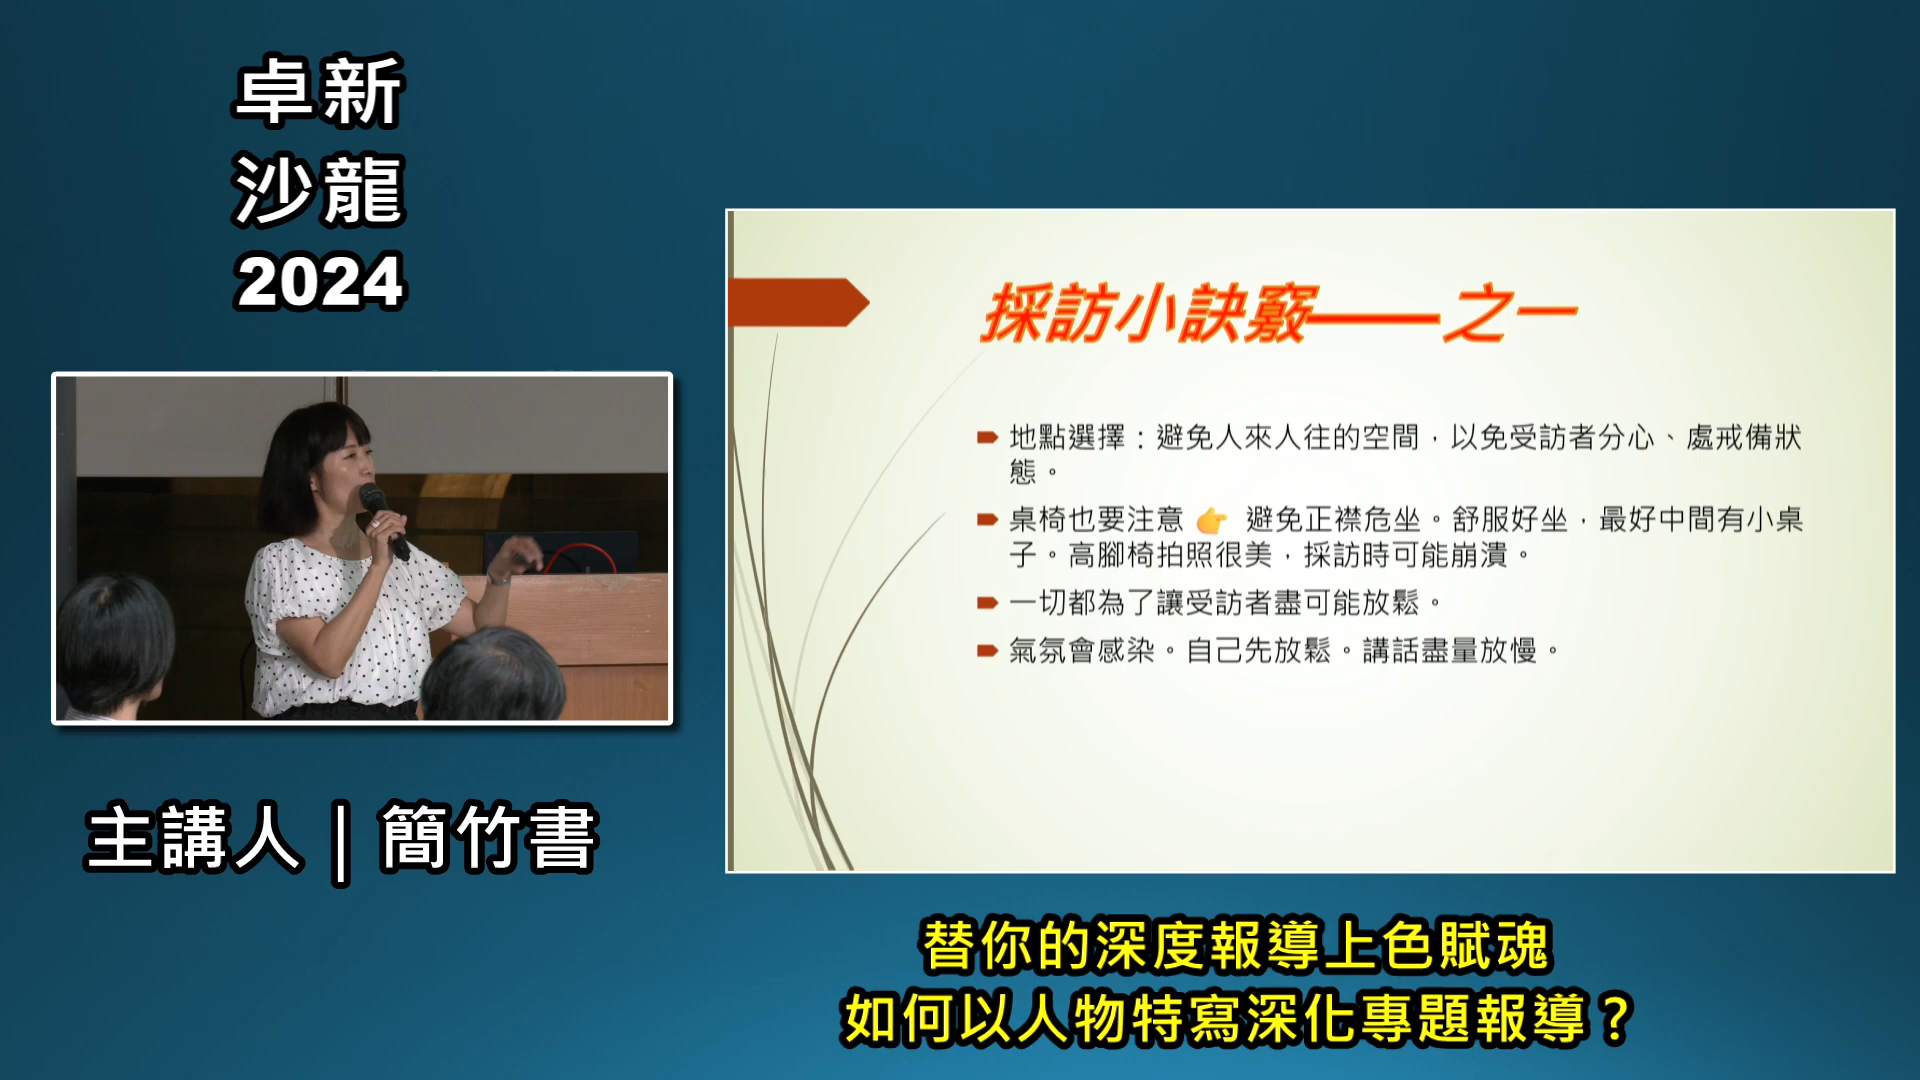 卓新
沙龍
2024
主講人｜簡竹書
採訪小訣竅——之一
地點選擇：避免人來人往的空間，以免受訪者分心、處戒備狀
態。
桌椅也要注意 👉 避免正襟危坐。舒服好坐，最好中間有小桌
子。高腳椅拍照很美，採訪時可能崩潰。
一切都為了讓受訪者盡可能放鬆。
氣氛會感染。自己先放鬆。講話盡量放慢。
替你的深度報導上色賦魂
如何以人物特寫深化專題報導？